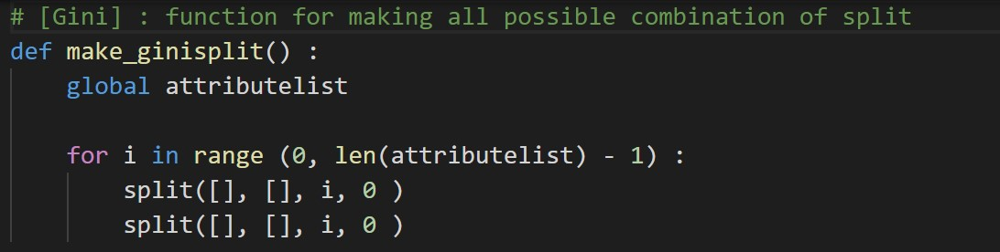 # [Gini] : function for making all possible combination of split
def make_ginisplit() :
    global attributelist

    for i in range (0, len(attributelist) - 1) :
        split([], [], i, 0 )
        split([], [], i, 0 )